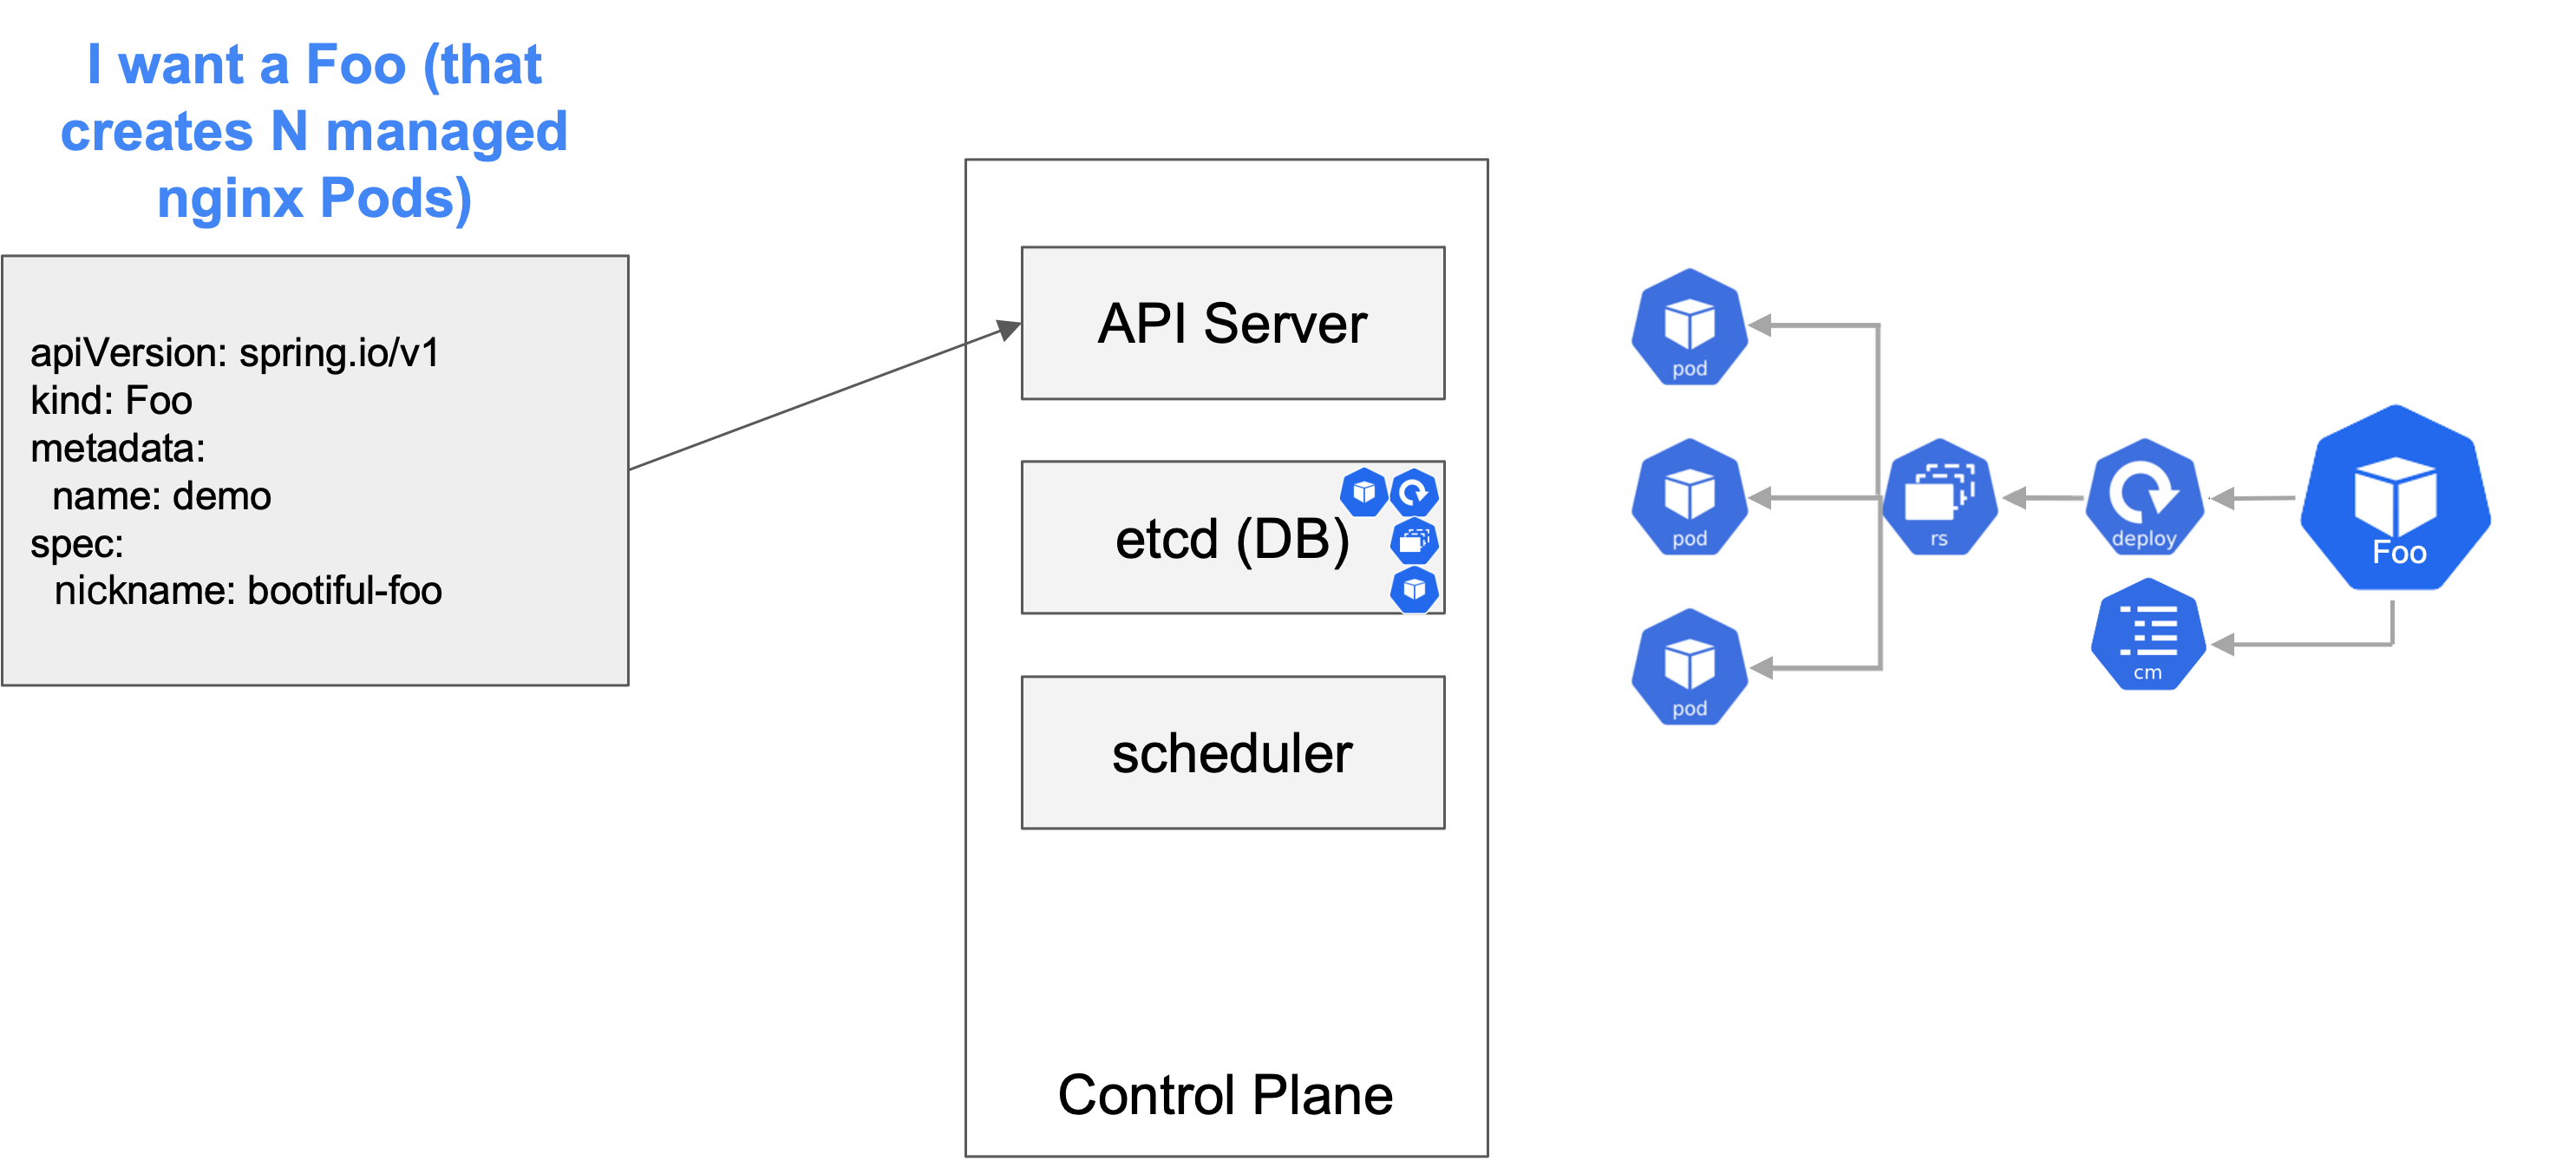 I want a Foo (that
creates N managed
nginx Pods)
apiVersion: spring.io/v1
kind: Foo
metadata:
  name: demo
spec:
  nickname: bootiful-foo
API Server
etcd (DB)
scheduler
Control Plane
pod
pod
pod
rs
deploy
cm
Foo